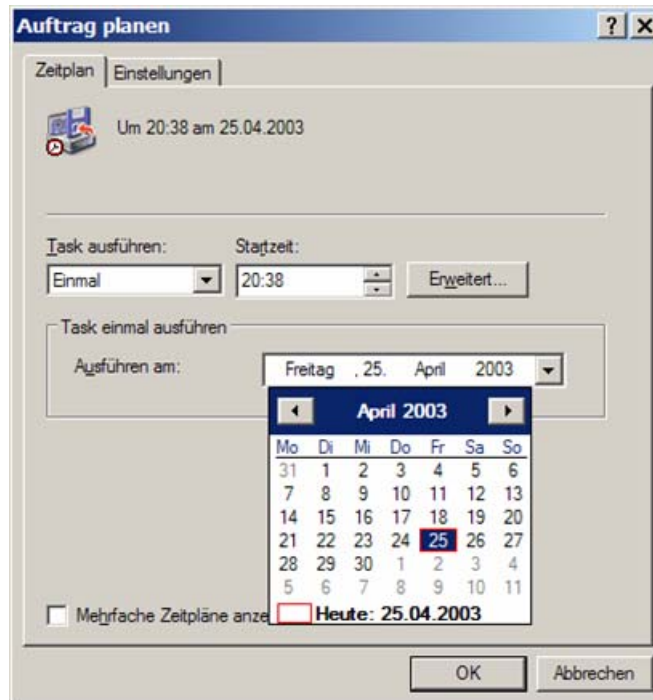 Auftrag planen
Zeitplan Einstellungen
Um 20:38 am 25.04.2003
Task ausführen: Startzeit:
Einmal 20:38 Erweitert...
Task einmal ausführen
Ausführen am: Freitag , 25. April 2003
April 2003
Mo Di Mi Do Fr Sa So
31 1 2 3 4 5 6
7 8 9 10 11 12 13
14 15 16 17 18 19 20
21 22 23 24 25 26 27
28 29 30 1 2 3 4
5 6 7 8 9 10 11
Mehrfache Zeitpläne anze Heute: 25.04.2003
OK Abbrechen